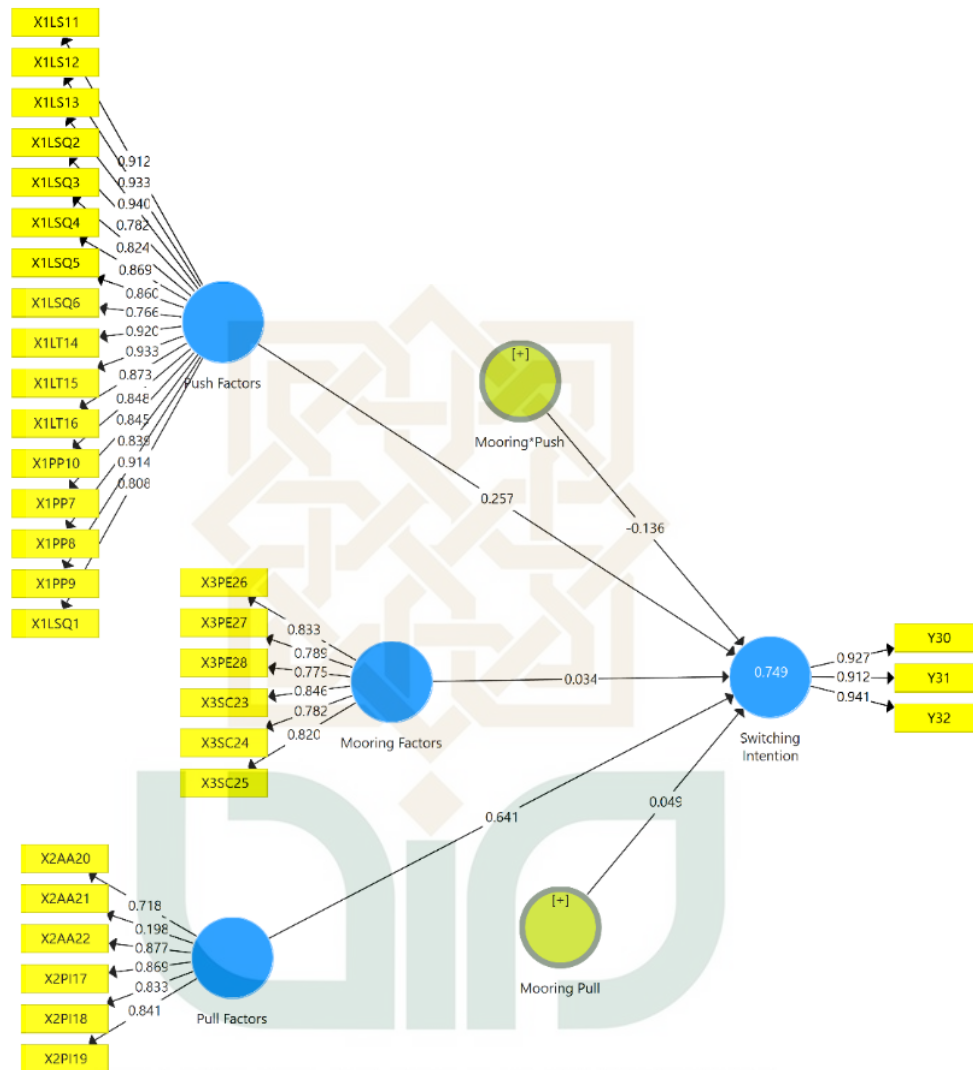 X1LS11
X1LS12
X1LS13
X1LSQ2
X1LSQ3
X1LSQ4
X1LSQ5
X1LSQ6
X1LT14
X1LT15
X1LT16
X1PP10
X1PP7
X1PP8
X1PP9
X1LSQ1
0.912
0.933
0.940
0.782
0.824
0.869
0.860
0.766
0.920
0.933
0.873
0.848
0.845
0.839
0.914
0.808
Push Factors
[+]
Mooring*Push
0.257
-0.136
X3PE26
X3PE27
X3PE28
X3SC23
X3SC24
X3SC25
0.833
0.789
0.775
0.846
0.782
0.820
Mooring Factors
0.034
0.749
Switching
Intention
0.927
0.912
0.941
Y30
Y31
Y32
0.641
0.049
X2AA20
X2AA21
X2AA22
X2PI17
X2PI18
X2PI19
0.718
0.198
0.877
0.869
0.833
0.841
Pull Factors
[+]
Mooring Pull